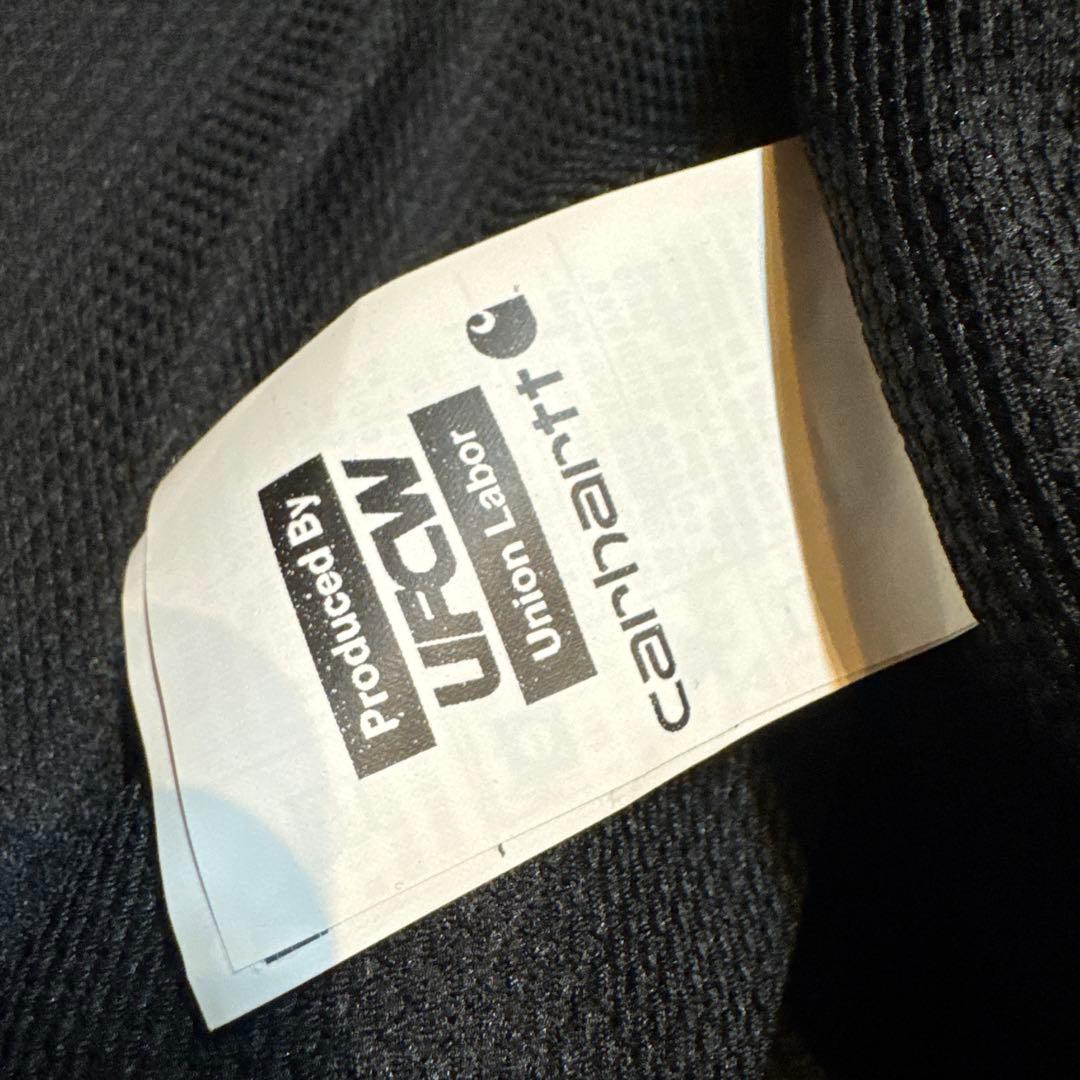 carhartt
Union Labor
UFCW
Produced By